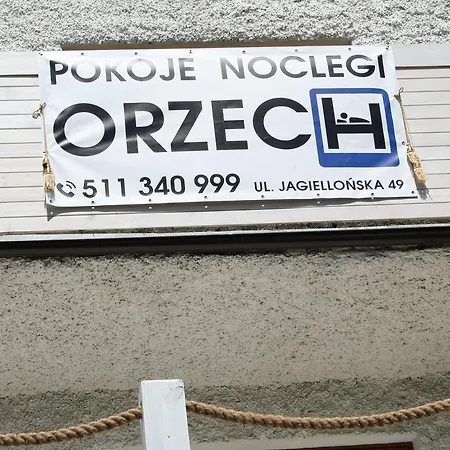 POKOJE NOCLEGI
ORZECH
511 340 999 UL. JAGIELLOŃSKA 49